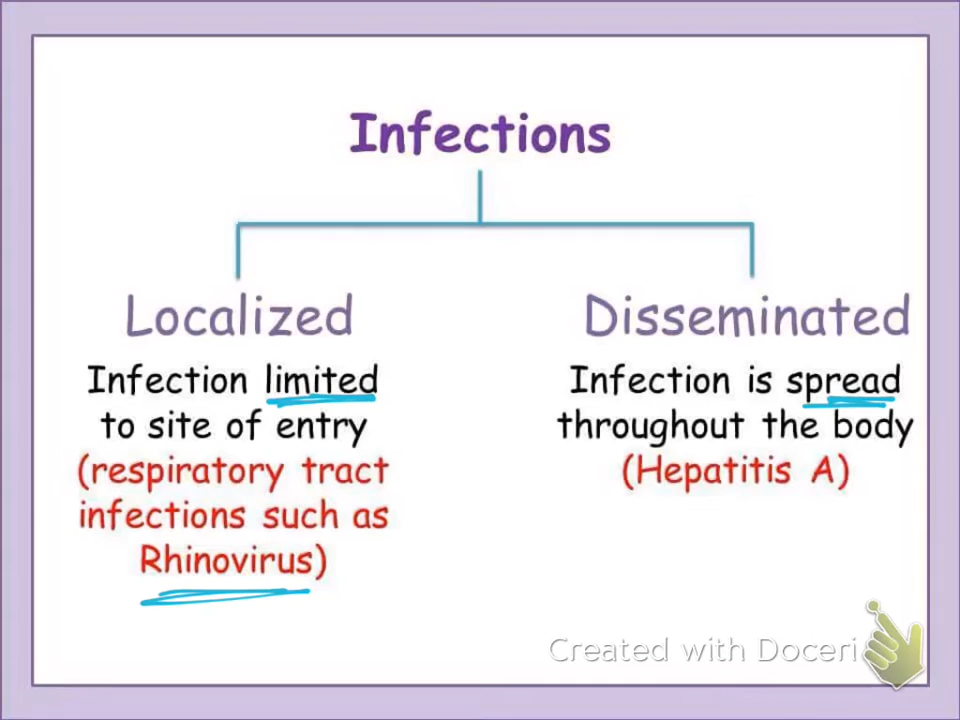 Infections
Localized
Infection limited
to site of entry
(respiratory tract
infections such as
Rhinovirus)
Disseminated
Infection is spread
throughout the body
(Hepatitis A)
Created with Doceri